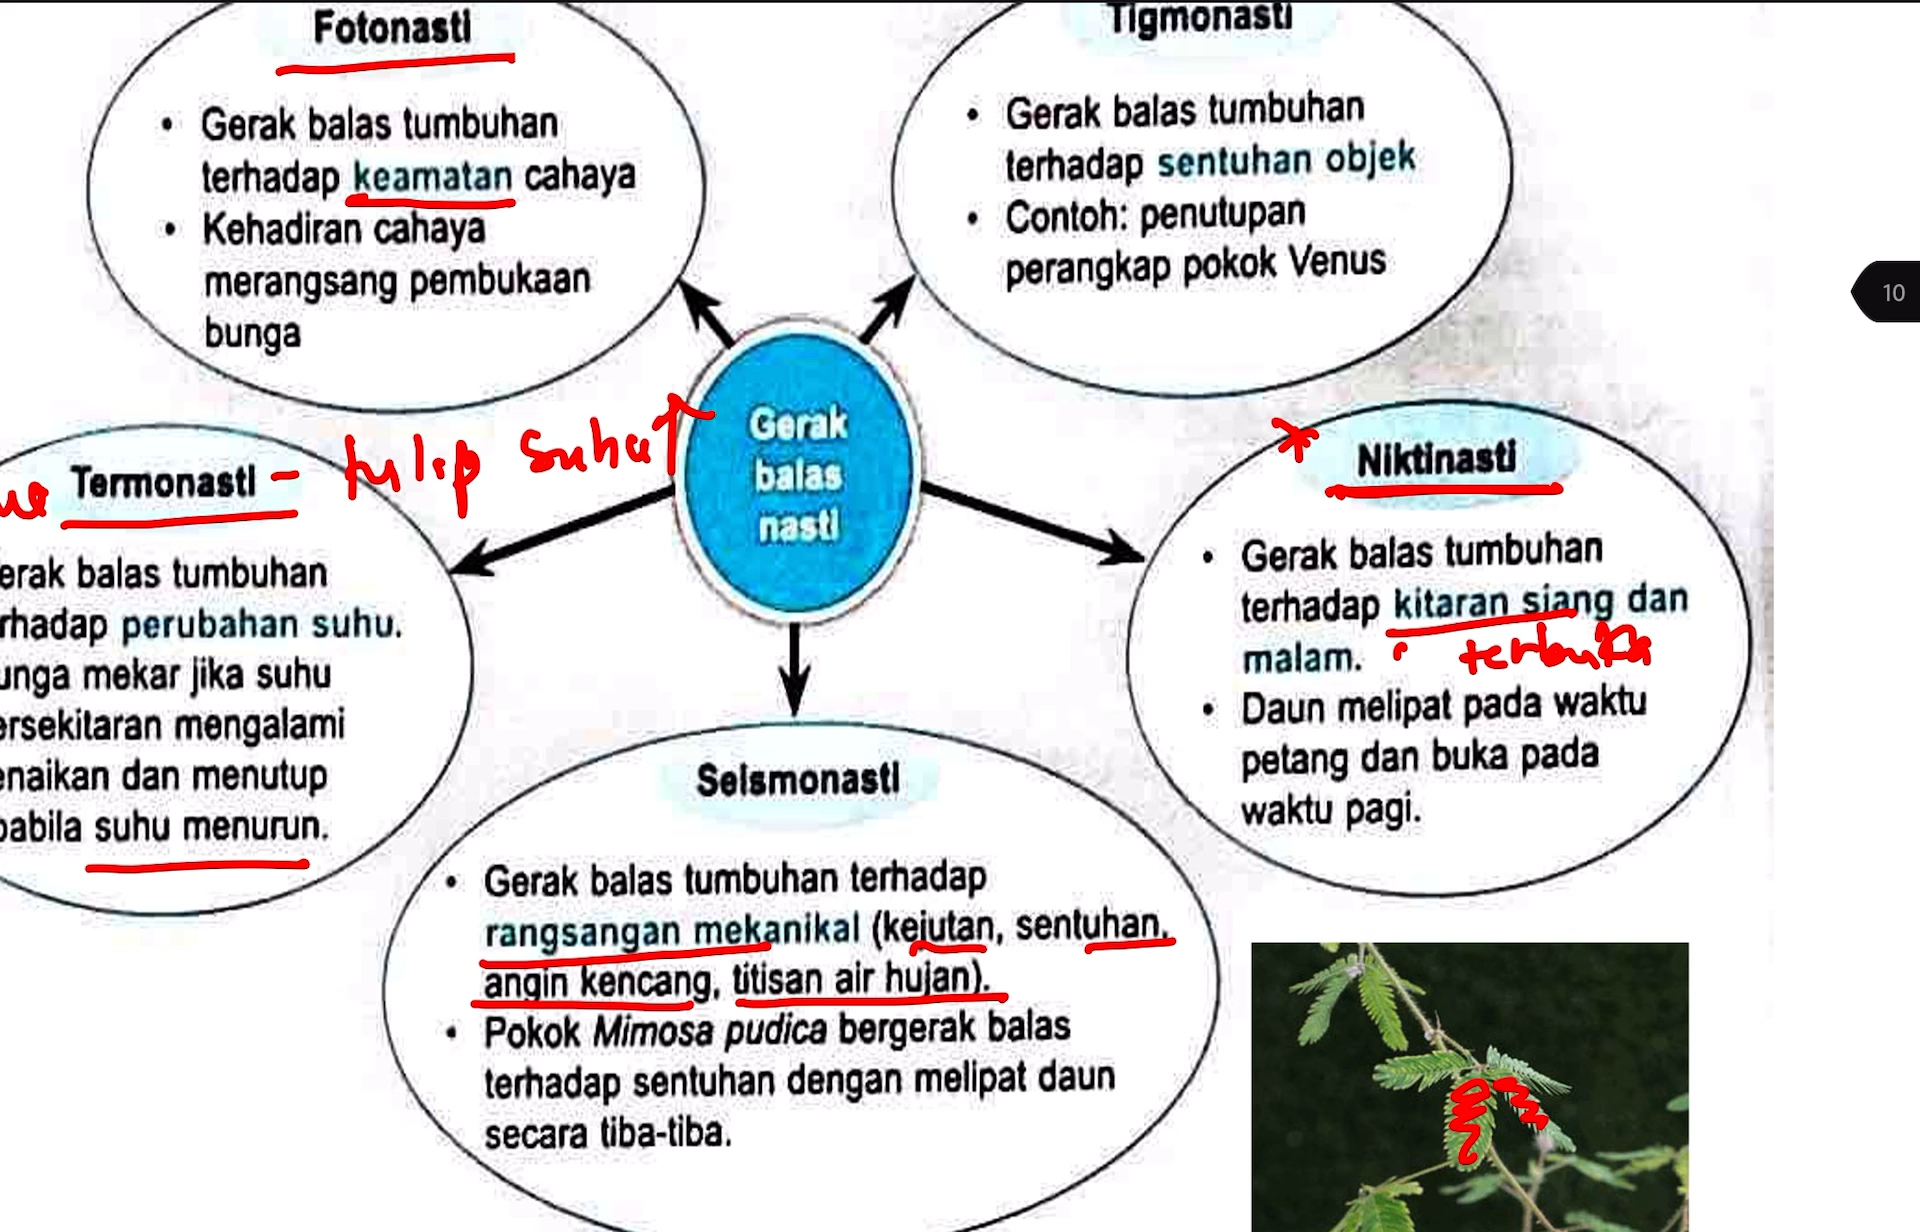 Fotonasti
• Gerak balas tumbuhan
terhadap keamatan cahaya
• Kehadiran cahaya
merangsang pembukaan
bunga
Tigmonasti
• Gerak balas tumbuhan
terhadap sentuhan objek
• Contoh: penutupan
perangkap pokok Venus
10
Gerak
balas
nasti
Termonasti - tulip suhu↑
erak balas tumbuhan
rhadap perubahan suhu.
unga mekar jika suhu
ersekitaran mengalami
enaikan dan menutup
pabila suhu menurun.
* Niktinasti
• Gerak balas tumbuhan
terhadap kitaran siang dan
malam. • terbuka
• Daun melipat pada waktu
petang dan buka pada
waktu pagi.
Seismonasti
• Gerak balas tumbuhan terhadap
rangsangan mekanikal (kejutan, sentuhan,
angin kencang, titisan air hujan).
• Pokok Mimosa pudica bergerak balas
terhadap sentuhan dengan melipat daun
secara tiba-tiba.